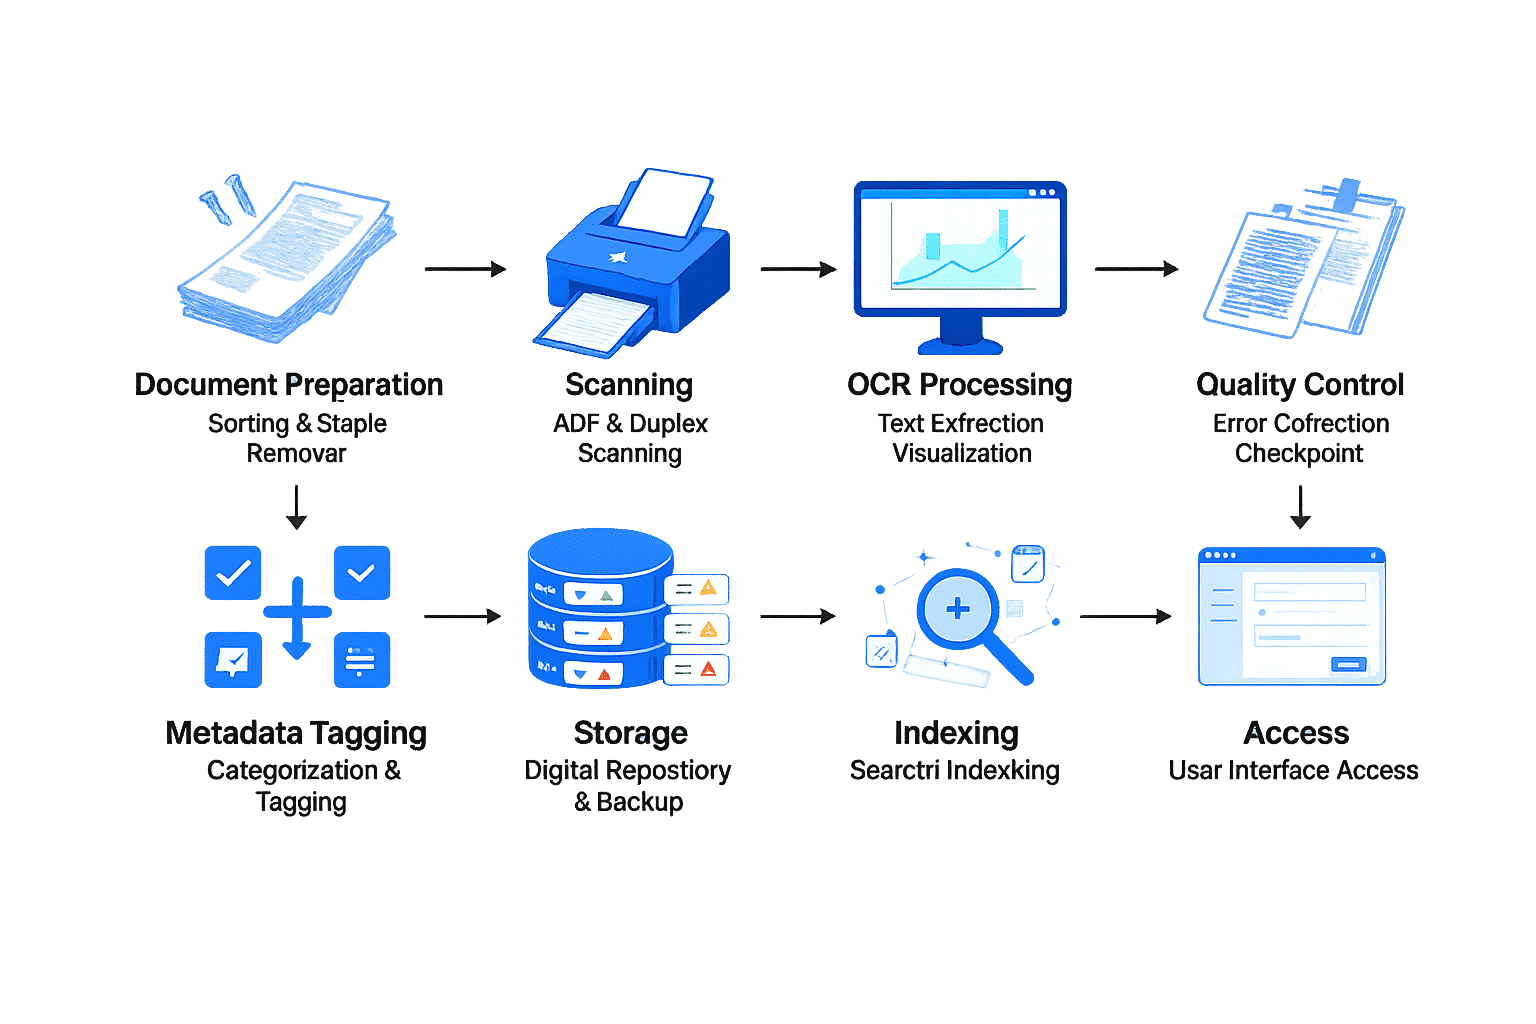 Document Preparation
Sorting & Staple
Removar
Scanning
ADF & Duplex
Scanning
OCR Processing
Text Exfrection
Visualization
Quality Control
Error Cofrection
Checkpoint
Metadata Tagging
Categorization &
Tagging
Storage
Digital Repostiory
& Backup
Indexing
Searctri Indexking
Access
Usar Interface Access